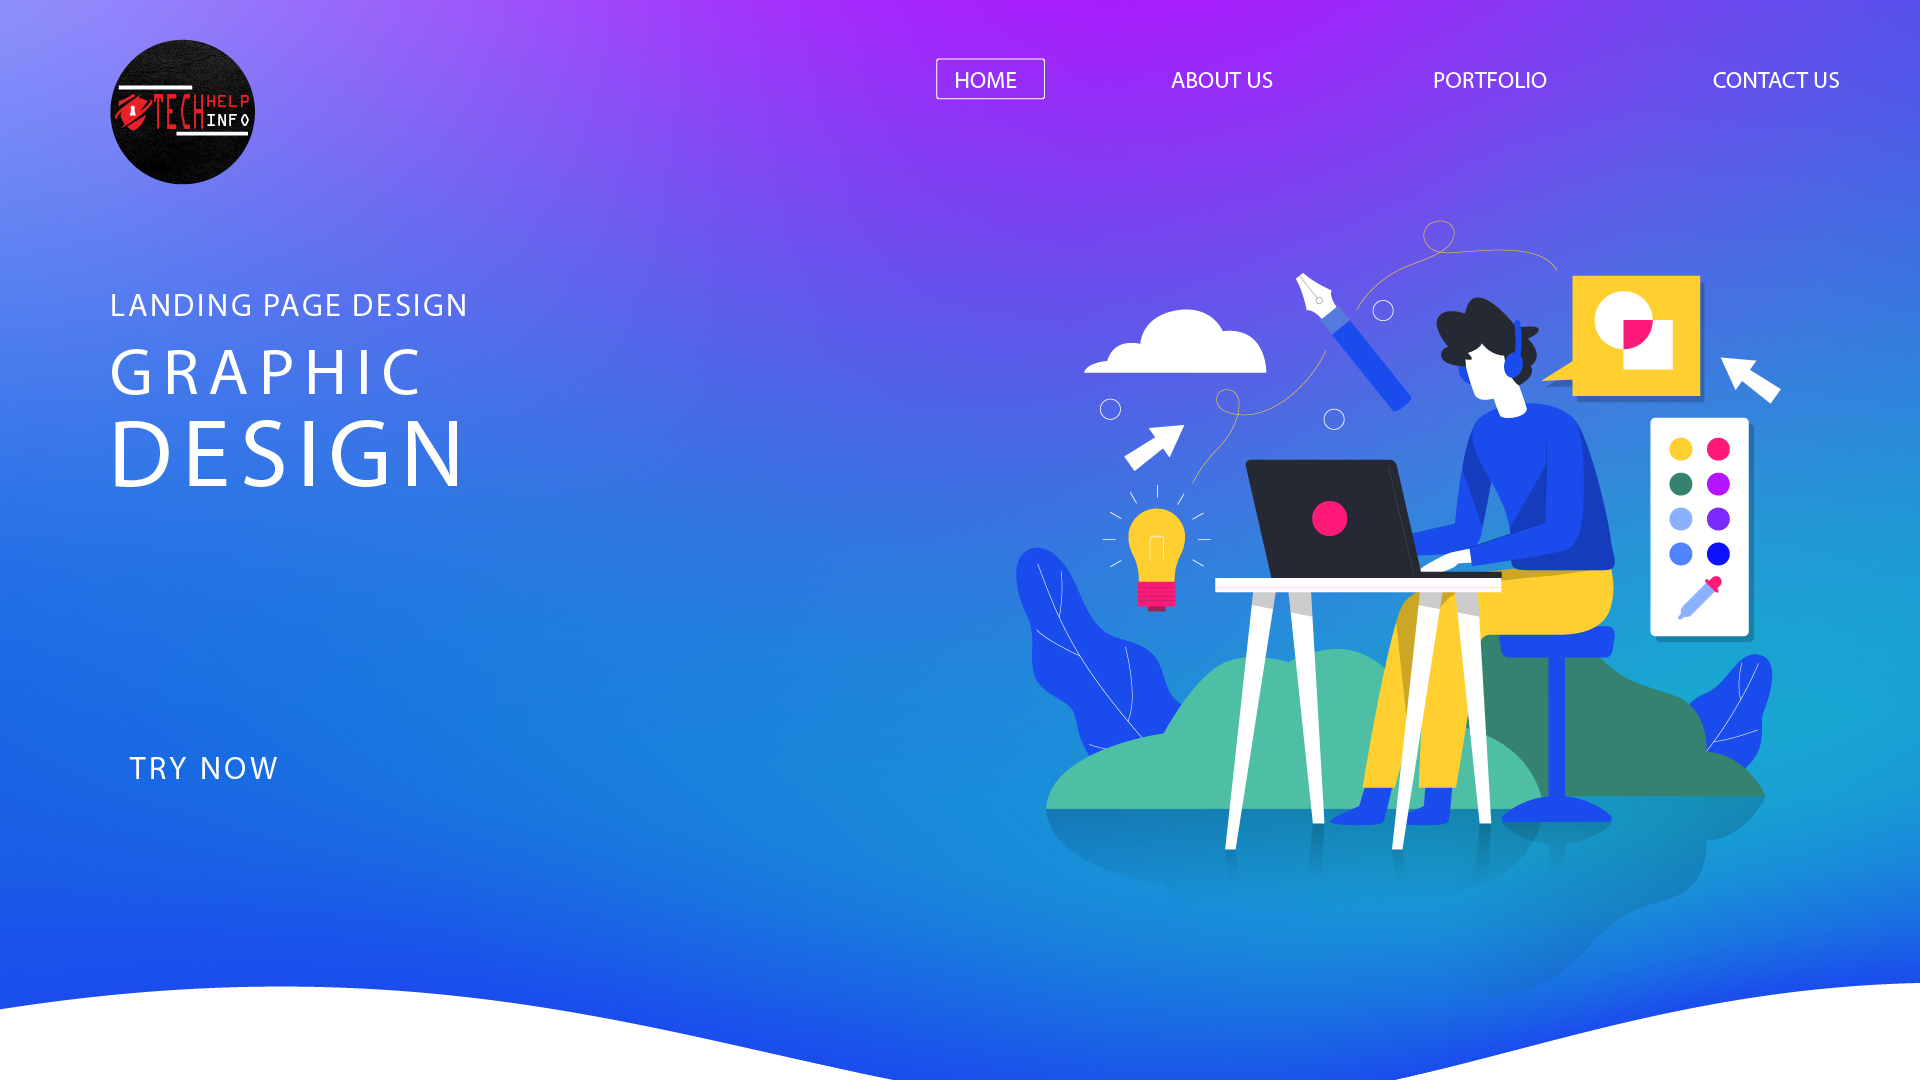 TECH HELP
INFO
HOME
ABOUT US
PORTFOLIO
CONTACT US
LANDING PAGE DESIGN
GRAPHIC
DESIGN
TRY NOW